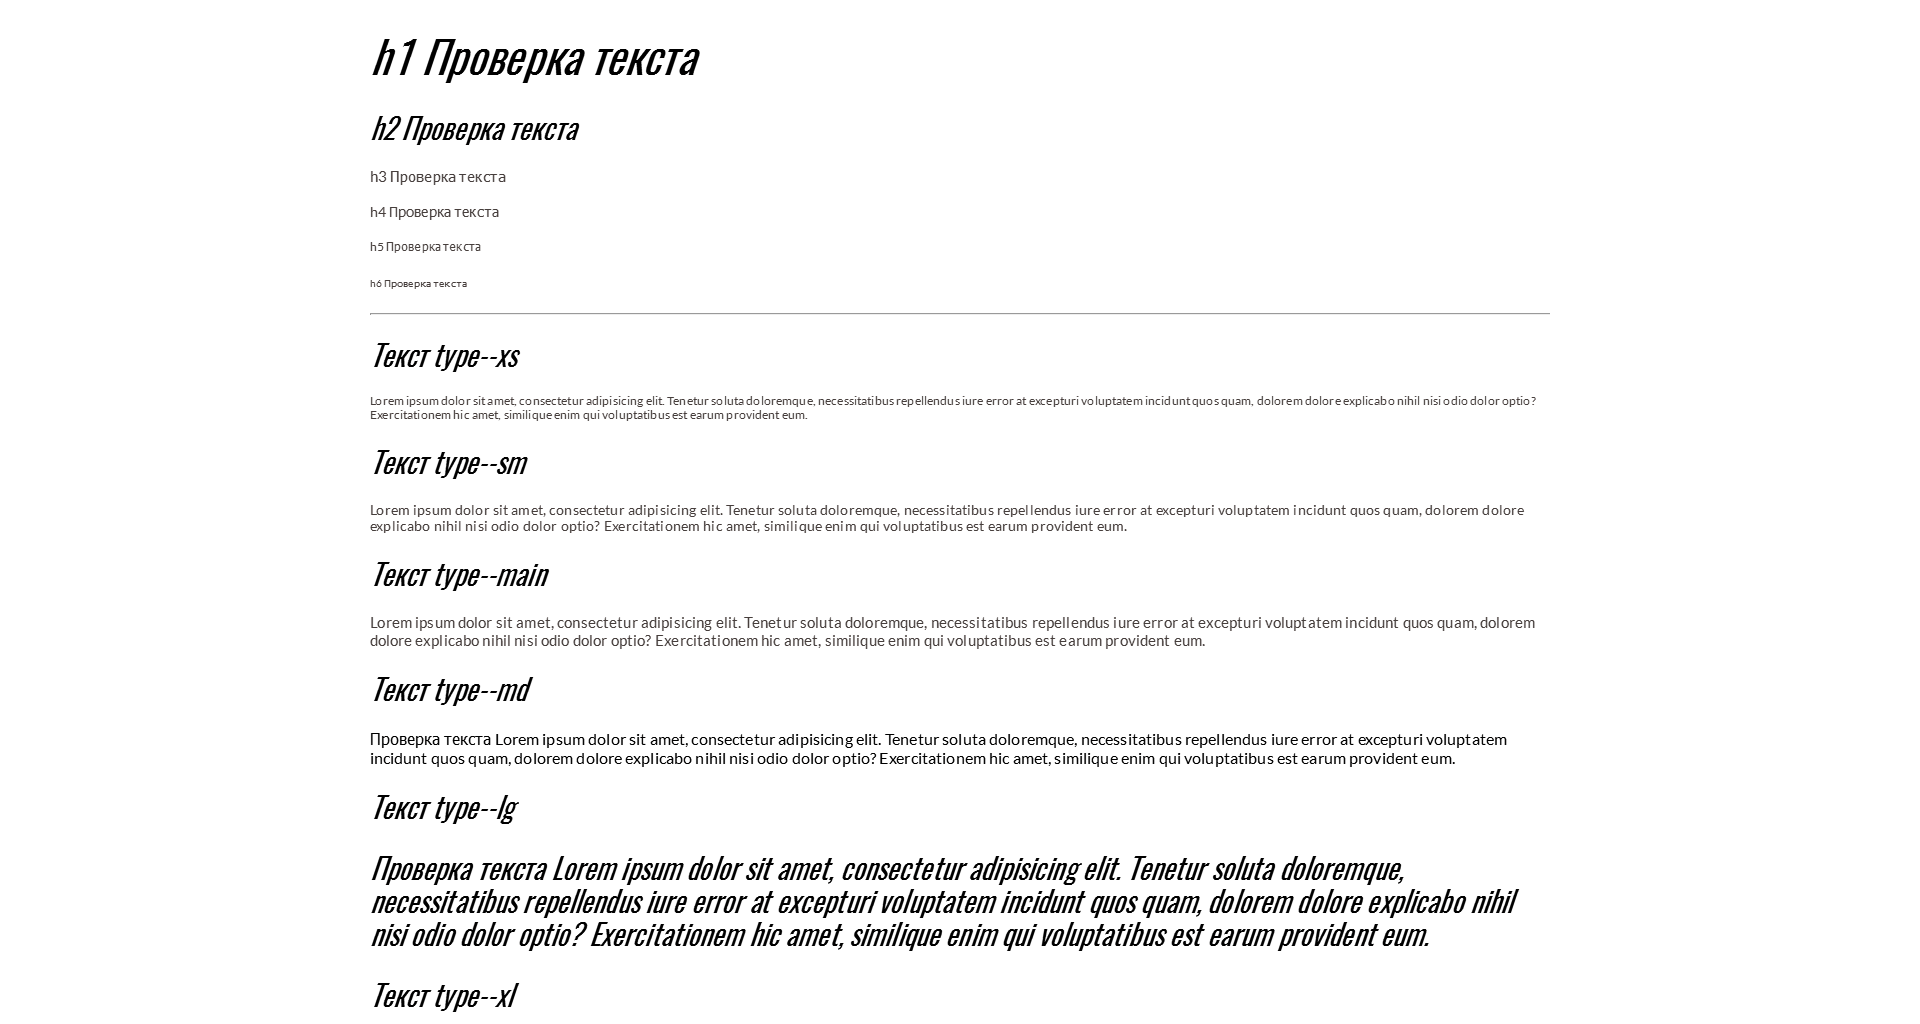 h1 Проверка текста
h2 Проверка текста
h3 Проверка текста
h4 Проверка текста
h5 Проверка текста
h6 Проверка текста
Текст type--xs
Lorem ipsum dolor sit amet, consectetur adipisicing elit. Tenetur soluta doloremque, necessitatibus repellendus iure error at excepturi voluptatem incidunt quos quam, dolorem dolore explicabo nihil nisi odio dolor optio?
Exercitationem hic amet, similique enim qui voluptatibus est earum provident eum.
Текст type--sm
Lorem ipsum dolor sit amet, consectetur adipisicing elit. Tenetur soluta doloremque, necessitatibus repellendus iure error at excepturi voluptatem incidunt quos quam, dolorem dolore
explicabo nihil nisi odio dolor optio? Exercitationem hic amet, similique enim qui voluptatibus est earum provident eum.
Текст type--main
Lorem ipsum dolor sit amet, consectetur adipisicing elit. Tenetur soluta doloremque, necessitatibus repellendus iure error at excepturi voluptatem incidunt quos quam, dolorem
dolore explicabo nihil nisi odio dolor optio? Exercitationem hic amet, similique enim qui voluptatibus est earum provident eum.
Текст type--md
Проверка текста Lorem ipsum dolor sit amet, consectetur adipisicing elit. Tenetur soluta doloremque, necessitatibus repellendus iure error at excepturi voluptatem
incidunt quos quam, dolorem dolore explicabo nihil nisi odio dolor optio? Exercitationem hic amet, similique enim qui voluptatibus est earum provident eum.
Текст type--lg
Проверка текста Lorem ipsum dolor sit amet, consectetur adipisicing elit. Tenetur soluta doloremque,
necessitatibus repellendus iure error at excepturi voluptatem incidunt quos quam, dolorem dolore explicabo nihil
nisi odio dolor optio? Exercitationem hic amet, similique enim qui voluptatibus est earum provident eum.
Текст type--xl